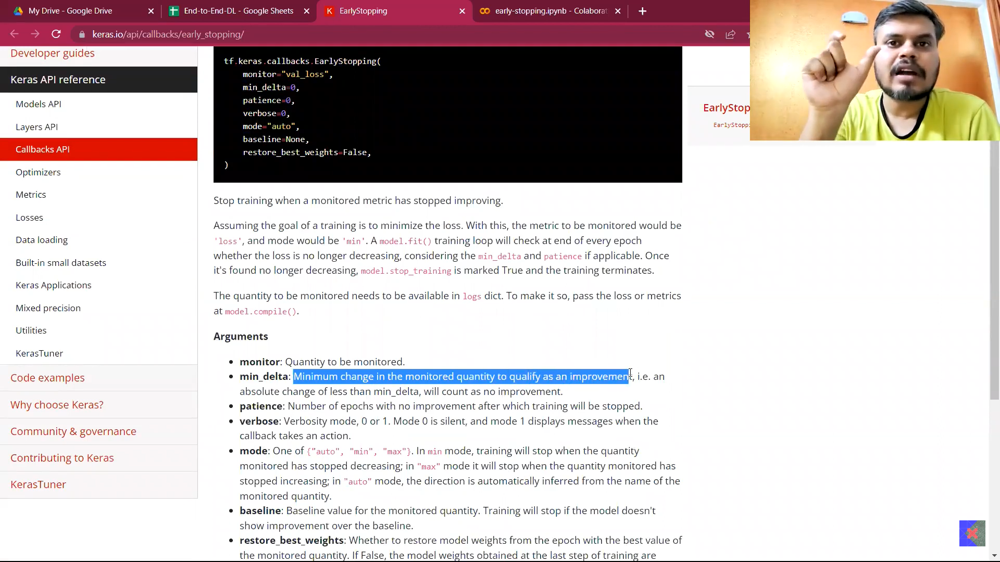 My Drive - Google Drive
End-to-End-DL - Google Sheets
EarlyStopping
early-stopping.ipynb - Colaborat
keras.io/api/callbacks/early_stopping/
Developer guides
Keras API reference
Models API
Layers API
Callbacks API
Optimizers
Metrics
Losses
Data loading
Built-in small datasets
Keras Applications
Mixed precision
Utilities
KerasTuner
Code examples
Why choose Keras?
Community & governance
Contributing to Keras
KerasTuner
tf.keras.callbacks.EarlyStopping(
    monitor="val_loss",
    min_delta=0,
    patience=0,
    verbose=0,
    mode="auto",
    baseline=None,
    restore_best_weights=False,
)
Stop training when a monitored metric has stopped improving.
Assuming the goal of a training is to minimize the loss. With this, the metric to be monitored would be
'loss', and mode would be 'min'. A model.fit() training loop will check at end of every epoch
whether the loss is no longer decreasing, considering the min_delta and patience if applicable. Once
it's found no longer decreasing, model.stop_training is marked True and the training terminates.
The quantity to be monitored needs to be available in logs dict. To make it so, pass the loss or metrics
at model.compile().
Arguments
monitor: Quantity to be monitored.
min_delta: Minimum change in the monitored quantity to qualify as an improvement, i.e. an
absolute change of less than min_delta, will count as no improvement.
patience: Number of epochs with no improvement after which training will be stopped.
verbose: Verbosity mode, 0 or 1. Mode 0 is silent, and mode 1 displays messages when the
callback takes an action.
mode: One of {"auto", "min", "max"}. In min mode, training will stop when the quantity
monitored has stopped decreasing; in "max" mode it will stop when the quantity monitored has
stopped increasing; in "auto" mode, the direction is automatically inferred from the name of the
monitored quantity.
baseline: Baseline value for the monitored quantity. Training will stop if the model doesn't
show improvement over the baseline.
restore_best_weights: Whether to restore model weights from the epoch with the best value of
the monitored quantity. If False, the model weights obtained at the last step of training are
EarlyStop
EarlyStoppi